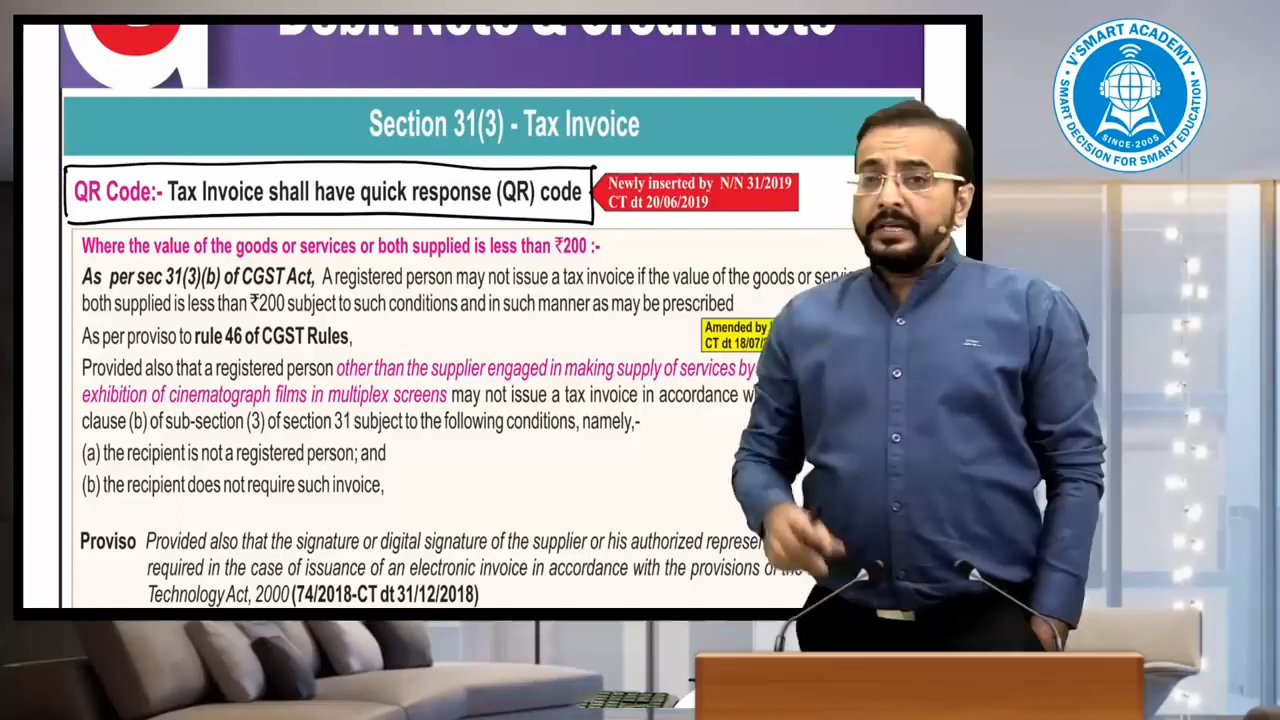 Debit Note & Credit Note
Section 31(3) - Tax Invoice
QR Code:- Tax Invoice shall have quick response (QR) code
Newly inserted by N/N 31/2019
CT dt 20/06/2019
Where the value of the goods or services or both supplied is less than ₹200 :-
As per sec 31(3)(b) of CGST Act, A registered person may not issue a tax invoice if the value of the goods or
both supplied is less than ₹200 subject to such conditions and in such manner as may be prescribed
As per proviso to rule 46 of CGST Rules,
Amended by
CT dt 18/07/
Provided also that a registered person other than the supplier engaged in making supply of services by
exhibition of cinematograph films in multiplex screens may not issue a tax invoice in accordance
clause (b) of sub-section (3) of section 31 subject to the following conditions, namely,-
(a) the recipient is not a registered person; and
(b) the recipient does not require such invoice,
Proviso Provided also that the signature or digital signature of the supplier or his authorized
required in the case of issuance of an electronic invoice in accordance with the provisions of
Technology Act, 2000 (74/2018-CT dt 31/12/2018)
V'SMART ACADEMY
SINCE-2005
SMART DECISION FOR SMART EDUCATION